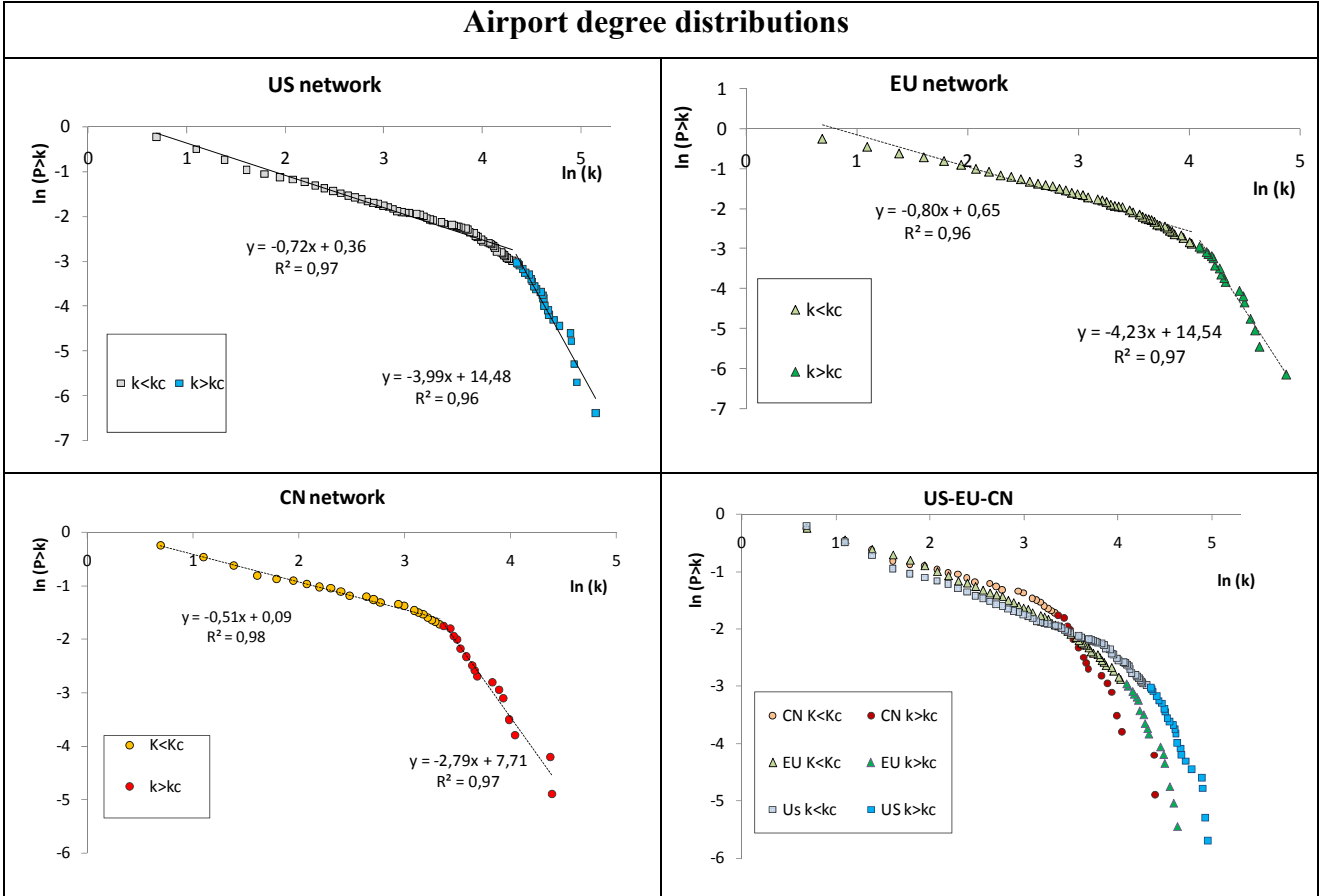 Airport degree distributions
US network
0
0 1 2 3 4 5
-1
-2
-3
-4
-5
-6
-7
ln (P>k)
ln (k)
y = -0,72x + 0,36
R² = 0,97
y = -3,99x + 14,48
R² = 0,96
k<kc k>kc
EU network
1
0
0 1 2 3 4 5
-1
-2
-3
-4
-5
-6
-7
ln (P>k)
ln (k)
y = -0,80x + 0,65
R² = 0,96
y = -4,23x + 14,54
R² = 0,97
k<kc
k>kc
CN network
0
0 1 2 3 4 5
-1
-2
-3
-4
-5
-6
ln (P>k)
ln (k)
y = -0,51x + 0,09
R² = 0,98
y = -2,79x + 7,71
R² = 0,97
K<Kc
k>kc
US-EU-CN
0
0 1 2 3 4 5
-1
-2
-3
-4
-5
-6
ln (P>k)
ln (k)
CN K<Kc CN k>kc
EU K<Kc EU k>kc
Us k<kc US k>kc